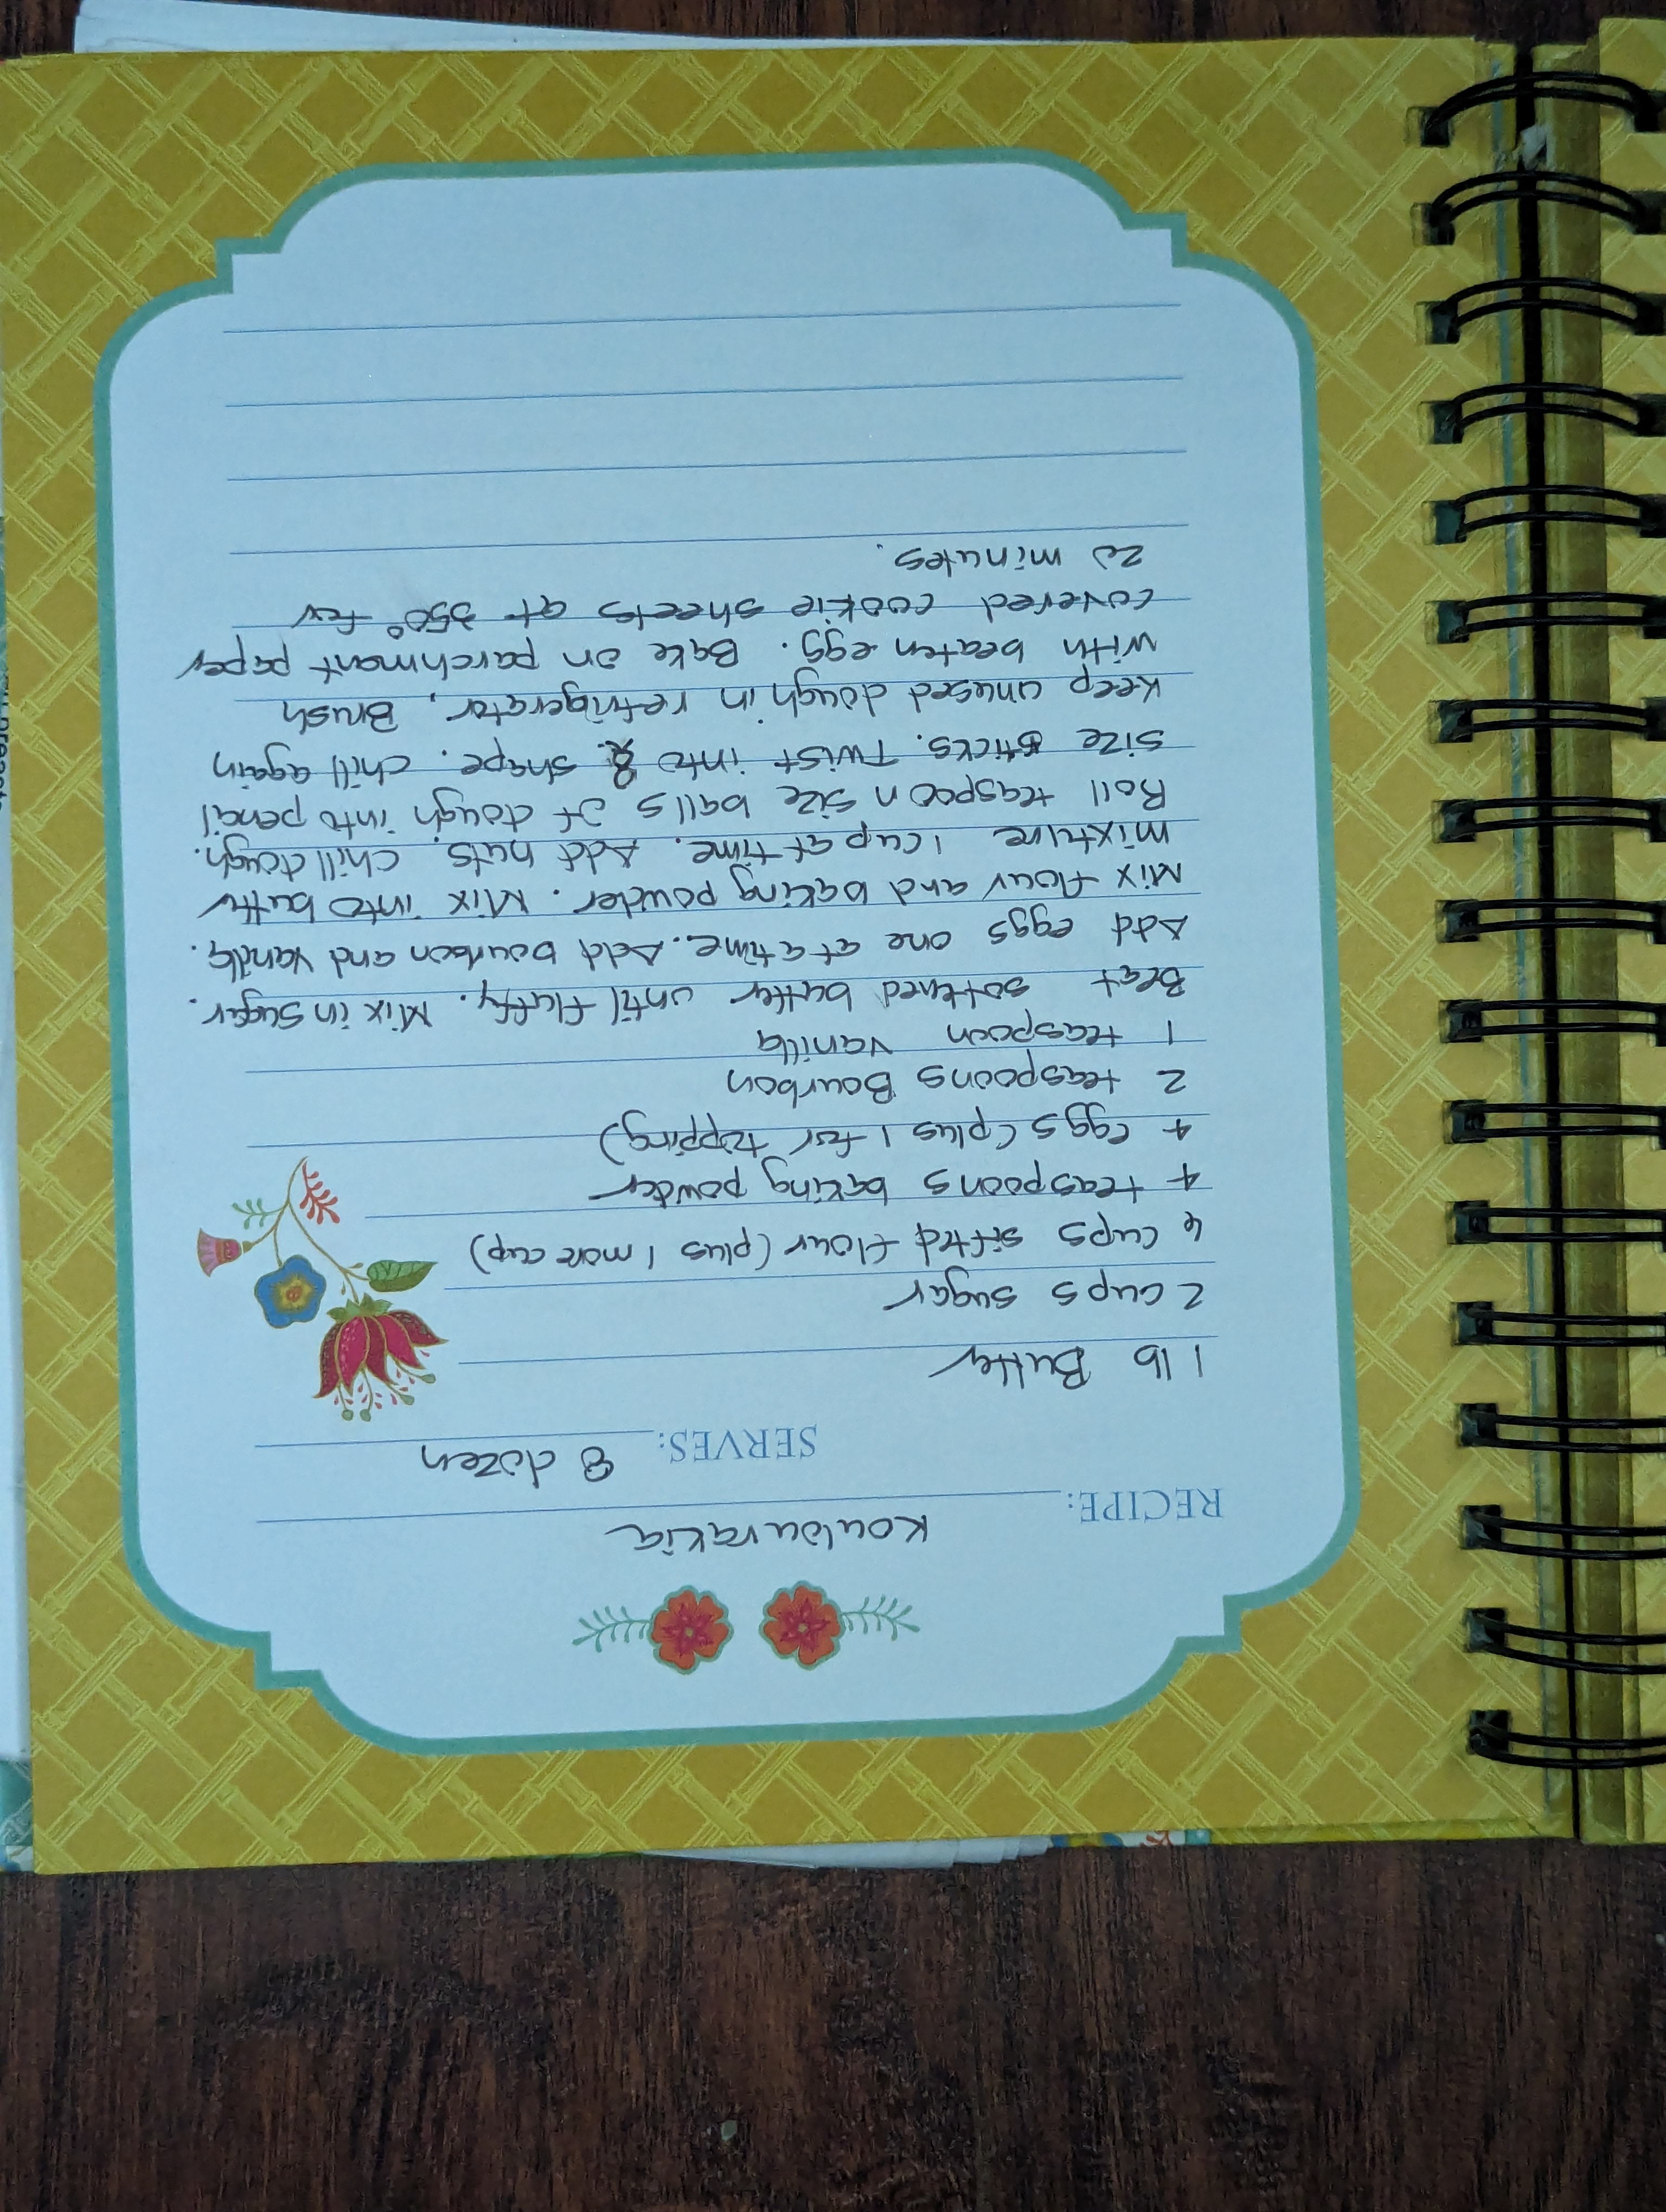 RECIPE: Koulourakia
SERVES: 8 dozen
1 lb Butter
2 cups sugar
6 cups sifted flour (plus 1 more cup)
4 teaspoons baking powder
4 eggs (plus 1 for topping)
2 teaspoons Bourbon
1 teaspoon vanilla
Beat softened butter until fluffy. Mix in sugar.
Add eggs one at a time. Add bourbon and vanilla.
Mix flour and baking powder. Mix into butter
mixture 1 cup at time. Add nuts. Chill dough.
Roll teaspoon size balls of dough into pencil
size sticks. Twist into 8 shape. Chill again
Keep unused dough in refrigerator, Brush
with beaten egg. Bake on parchmant paper
covered cookie sheets at 350° for
20 minutes.